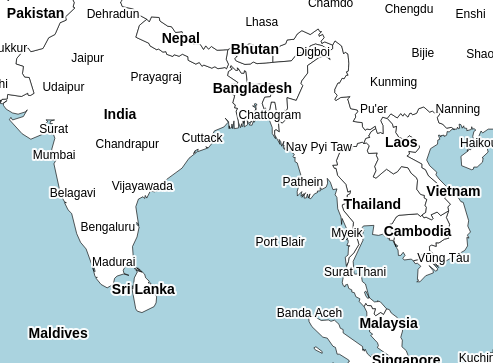 Chamdo
Chengdu
Enshi
Pakistan
Dehradun
Lhasa
Nepal
Bhutan
Digboi
Bijie
Shao
ukkur
Jaipur
Prayagraj
Bangladesh
Kunming
hi
Udaipur
India
Chattogram
Pu'er
Nanning
Surat
Cuttack
Chandrapur
Nay Pyi Taw
Laos
Haikou
Mumbai
Belagavi
Vijayawada
Pathein
Vietnam
Thailand
Bengaluru
Port Blair
Myeik
Cambodia
Madurai
Surat Thani
Vũng Tàu
Sri Lanka
Banda Aceh
Maldives
Malaysia
Singapore
Kuchin